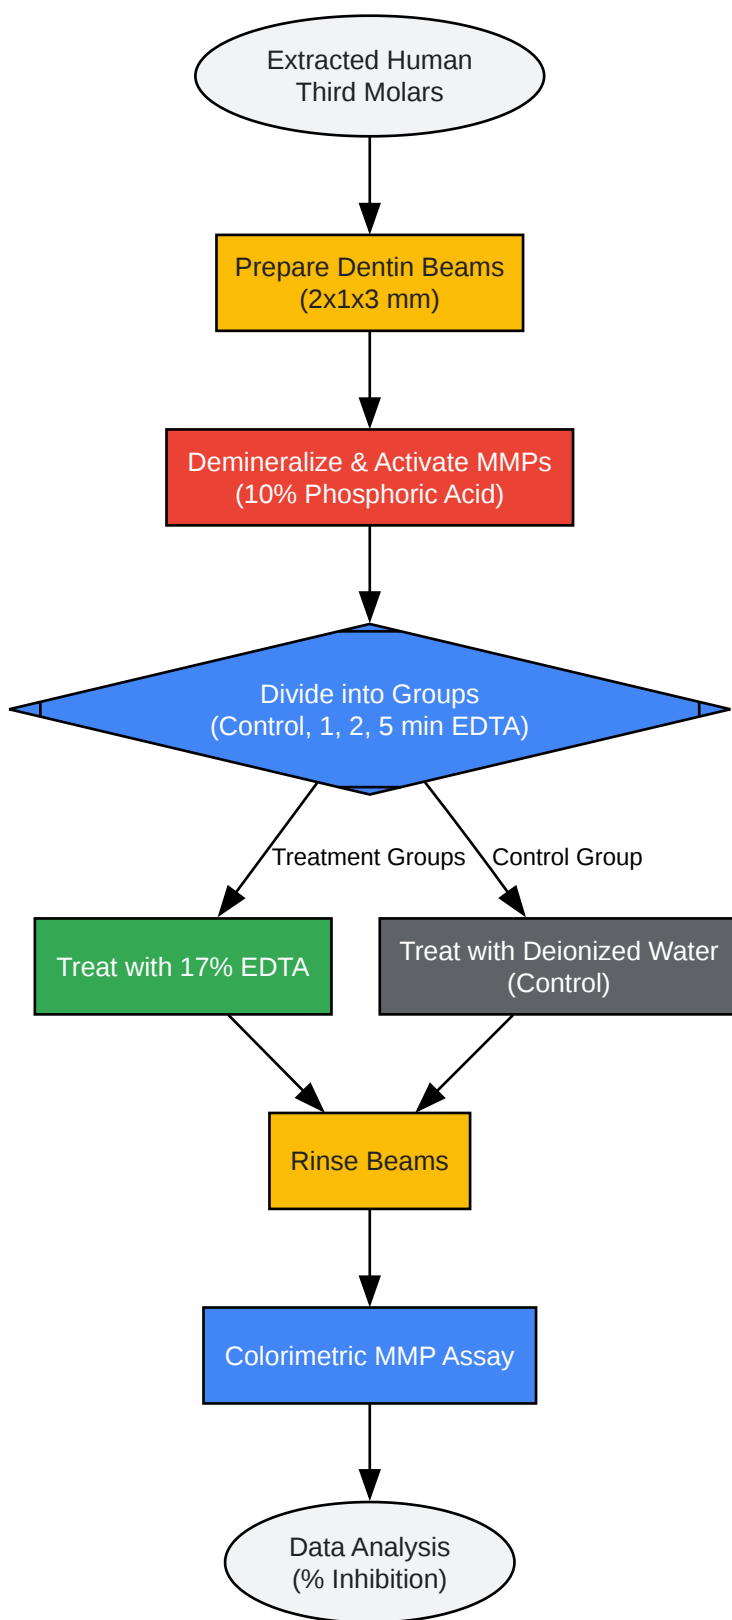 Extracted Human
Third Molars
Prepare Dentin Beams
(2x1x3 mm)
Demineralize & Activate MMPs
(10% Phosphoric Acid)
Divide into Groups
(Control, 1, 2, 5 min EDTA)
Treatment Groups
Control Group
Treat with 17% EDTA
Treat with Deionized Water
(Control)
Rinse Beams
Colorimetric MMP Assay
Data Analysis
(% Inhibition)